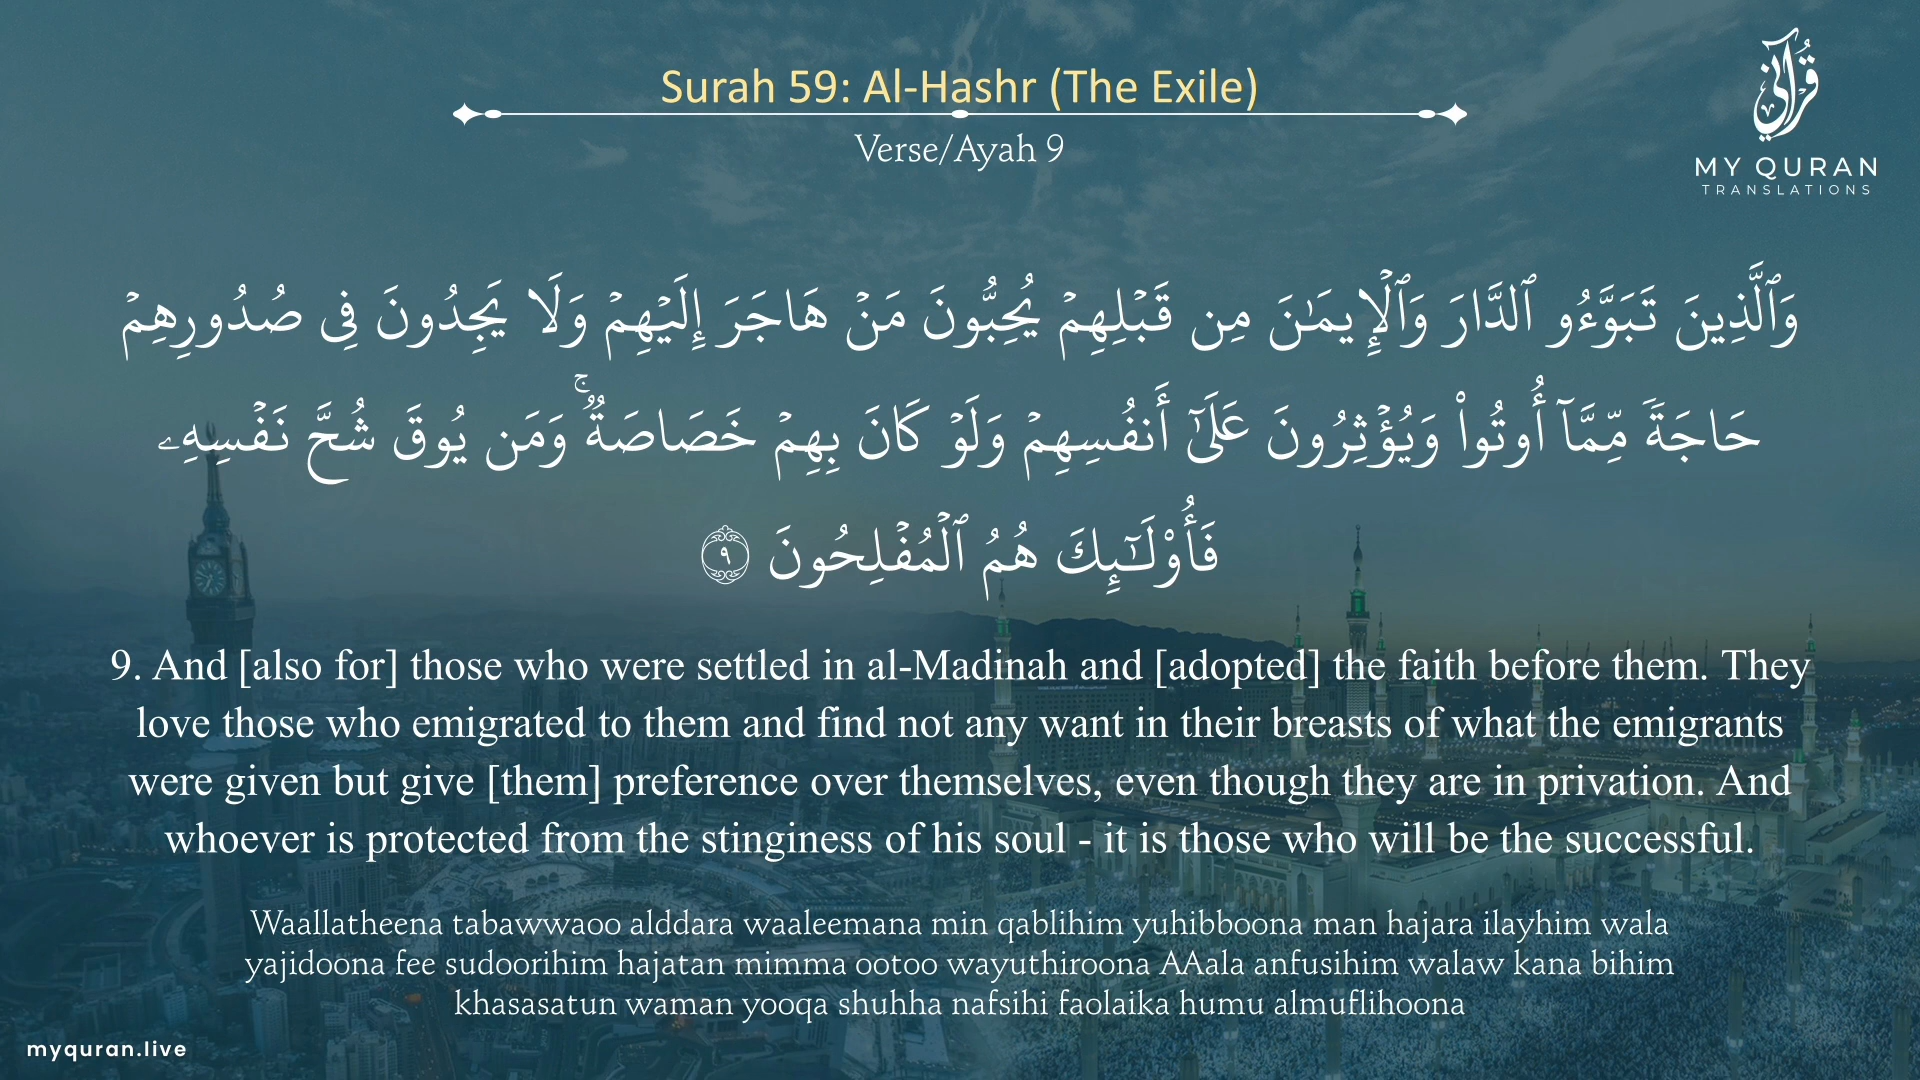 Surah 59: Al-Hashr (The Exile)
Verse/Ayah 9
قرآني
MY QURAN
TRANSLATIONS
وَٱلَّذِينَ تَبَوَّءُو ٱلدَّارَ وَٱلْإِيمَـٰنَ مِن قَبْلِهِمْ يُحِبُّونَ مَنْ هَاجَرَ إِلَيْهِمْ وَلَا يَجِدُونَ فِى صُدُورِهِمْ
حَاجَةً مِّمَّآ أُوتُوا۟ وَيُؤْثِرُونَ عَلَىٰٓ أَنفُسِهِمْ وَلَوْ كَانَ بِهِمْ خَصَاصَةٌ ۚ وَمَن يُوقَ شُحَّ نَفْسِهِۦ
فَأُو۟لَـٰٓئِكَ هُمُ ٱلْمُفْلِحُونَ ٩
9. And [also for] those who were settled in al-Madinah and [adopted] the faith before them. They
love those who emigrated to them and find not any want in their breasts of what the emigrants
were given but give [them] preference over themselves, even though they are in privation. And
whoever is protected from the stinginess of his soul - it is those who will be the successful.
Waallatheena tabawwaoo alddara waaleemana min qablihim yuhibboona man hajara ilayhim wala
yajidoona fee sudoorihim hajatan mimma ootoo wayuthiroona AAala anfusihim walaw kana bihim
khasasatun waman yooqa shuhha nafsihi faolaika humu almuflihoona
myquran.live